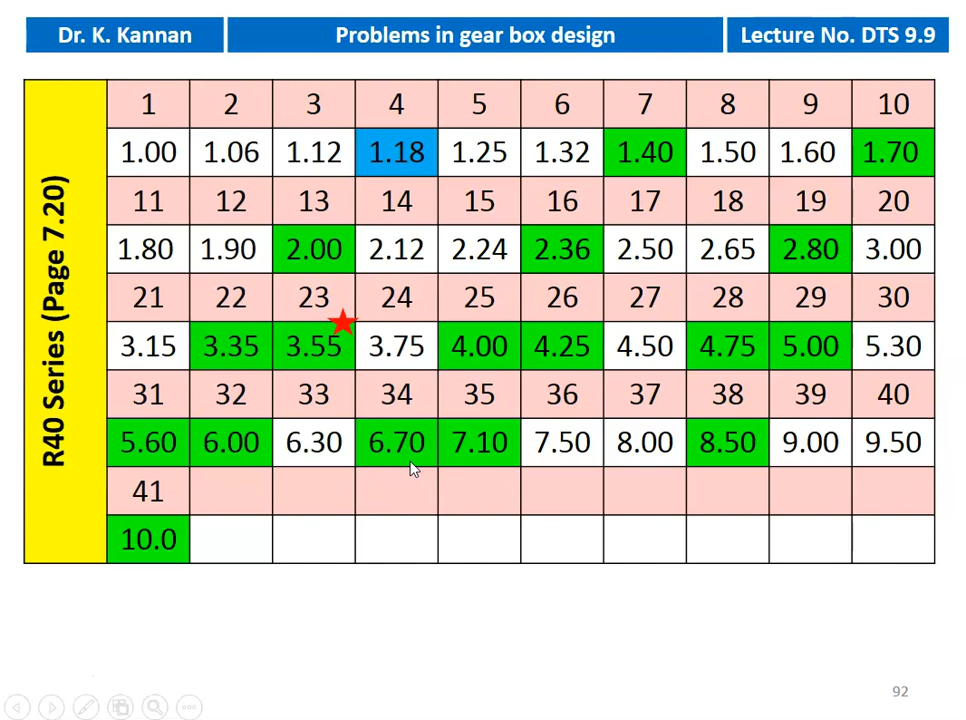 Dr. K. Kannan Problems in gear box design Lecture No. DTS 9.9
R40 Series (Page 7.20)
1 2 3 4 5 6 7 8 9 10
1.00 1.06 1.12 1.18 1.25 1.32 1.40 1.50 1.60 1.70
11 12 13 14 15 16 17 18 19 20
1.80 1.90 2.00 2.12 2.24 2.36 2.50 2.65 2.80 3.00
21 22 23 24 25 26 27 28 29 30
3.15 3.35 3.55 3.75 4.00 4.25 4.50 4.75 5.00 5.30
31 32 33 34 35 36 37 38 39 40
5.60 6.00 6.30 6.70 7.10 7.50 8.00 8.50 9.00 9.50
41
10.0
92